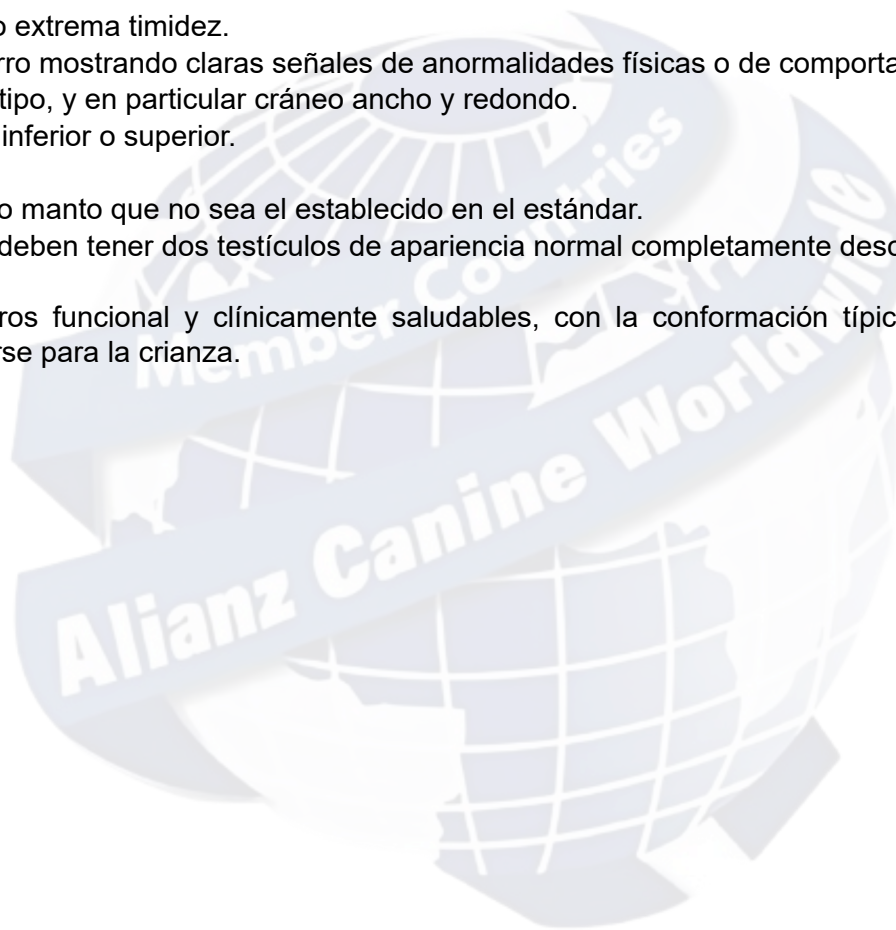 o extrema timidez.
rro mostrando claras señales de anormalidades físicas o de comporta
tipo, y en particular cráneo ancho y redondo.
inferior o superior.
o manto que no sea el establecido en el estándar.
deben tener dos testículos de apariencia normal completamente desc
ros funcional y clínicamente saludables, con la conformación típic
rse para la crianza.
Member Countries
Alianz Canine Worldwide